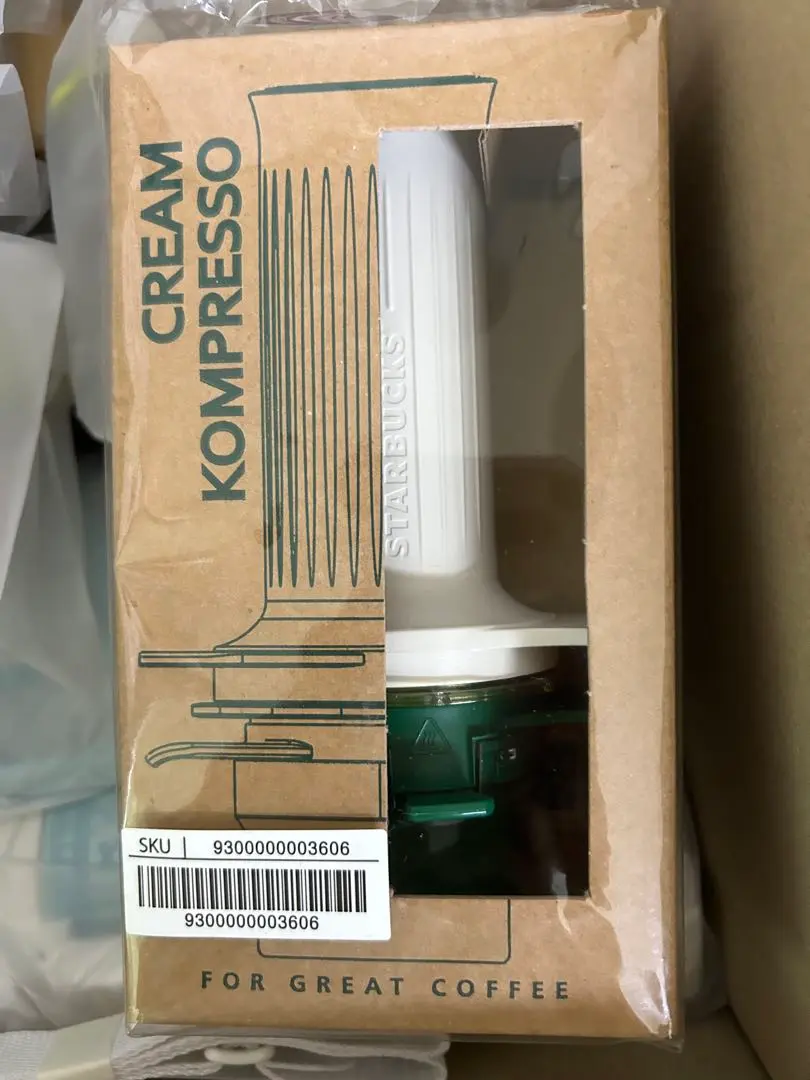 CREAM
KOMPRESSO
STARBUCKS
SKU | 9300000003606
9300000003606
FOR GREAT COFFEE